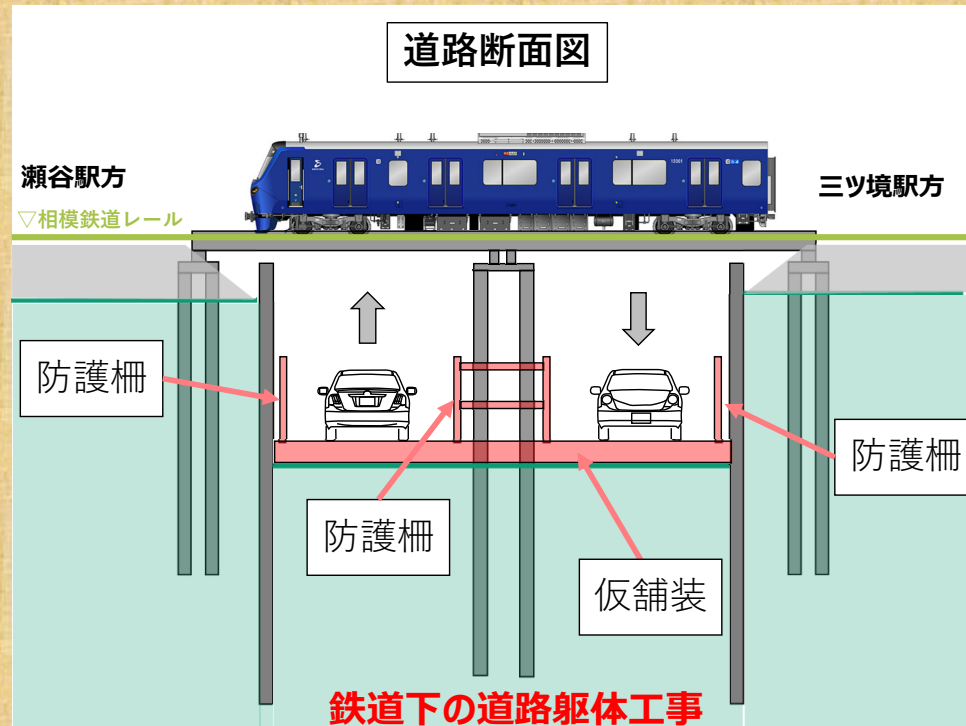 道路断面図
瀬谷駅方
三ツ境駅方
▽相模鉄道レール
防護柵
防護柵
防護柵
仮舗装
鉄道下の道路躯体工事